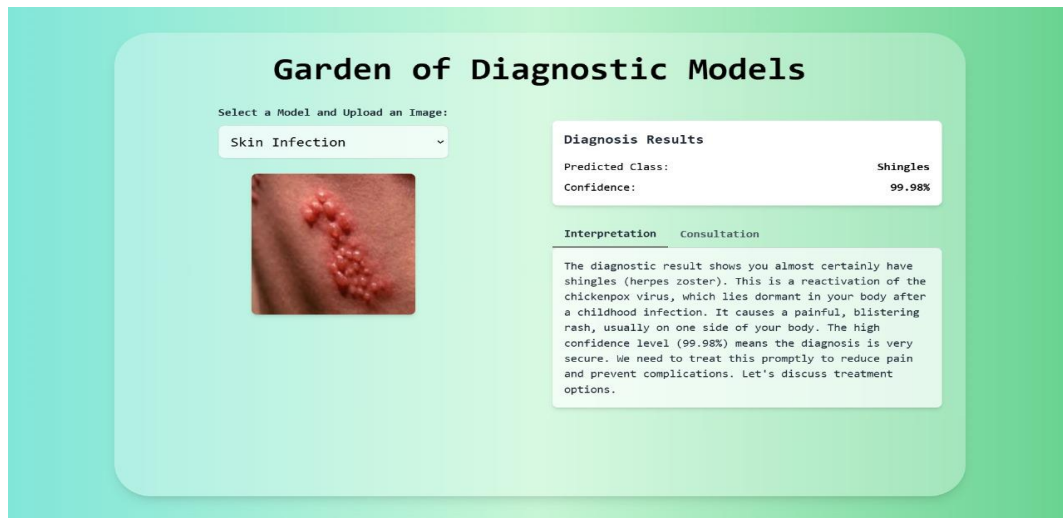 Garden of Diagnostic Models
Select a Model and Upload an Image:
Skin Infection
Diagnosis Results
Predicted Class: Shingles
Confidence: 99.98%
Interpretation Consultation
The diagnostic result shows you almost certainly have
shingles (herpes zoster). This is a reactivation of the
chickenpox virus, which lies dormant in your body after
a childhood infection. It causes a painful, blistering
rash, usually on one side of your body. The high
confidence level (99.98%) means the diagnosis is very
secure. We need to treat this promptly to reduce pain
and prevent complications. Let's discuss treatment
options.